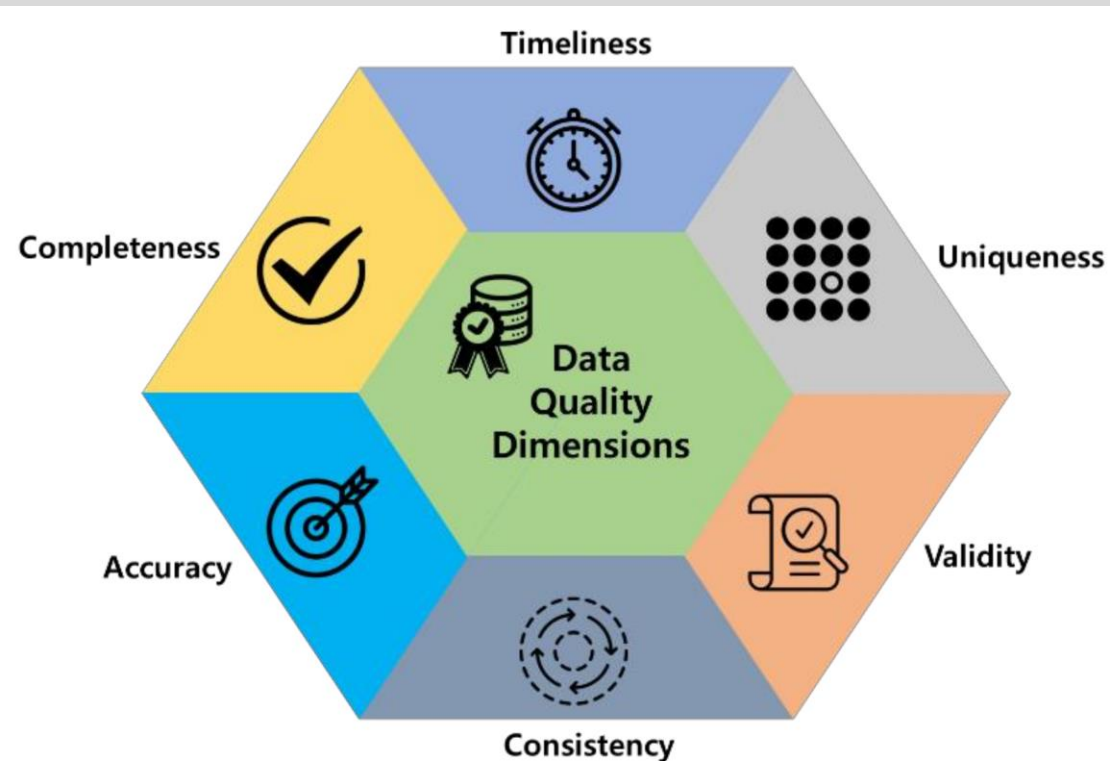 Timeliness
Completeness
Uniqueness
Data
Quality
Dimensions
Accuracy
Validity
Consistency